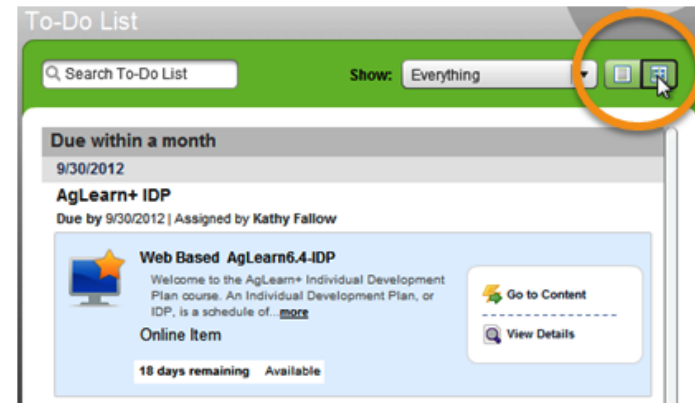 To-Do List
Search To-Do List
Show: Everything
Due within a month
9/30/2012
AgLearn+ IDP
Due by 9/30/2012 | Assigned by Kathy Fallow
Web Based AgLearn6.4-IDP
Welcome to the AgLearn+ Individual Development
Plan course. An Individual Development Plan, or
IDP, is a schedule of...more
Online Item
18 days remaining Available
Go to Content
View Details